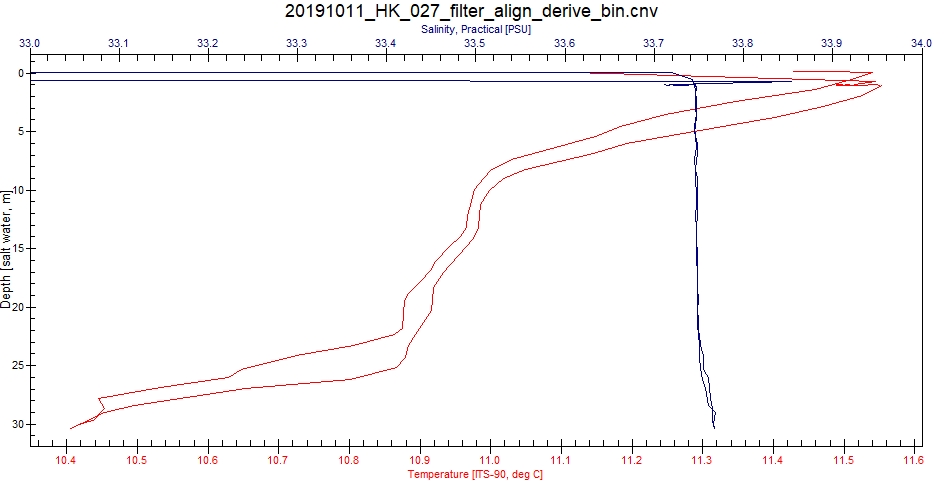 20191011_HK_027_filter_align_derive_bin.cnv
Salinity, Practical [PSU]
33.0 33.1 33.2 33.3 33.4 33.5 33.6 33.7 33.8 33.9 34.0
Depth [salt water, m]
0
5
10
15
20
25
30
10.4 10.5 10.6 10.7 10.8 10.9 11.0 11.1 11.2 11.3 11.4 11.5 11.6
Temperature [ITS-90, deg C]